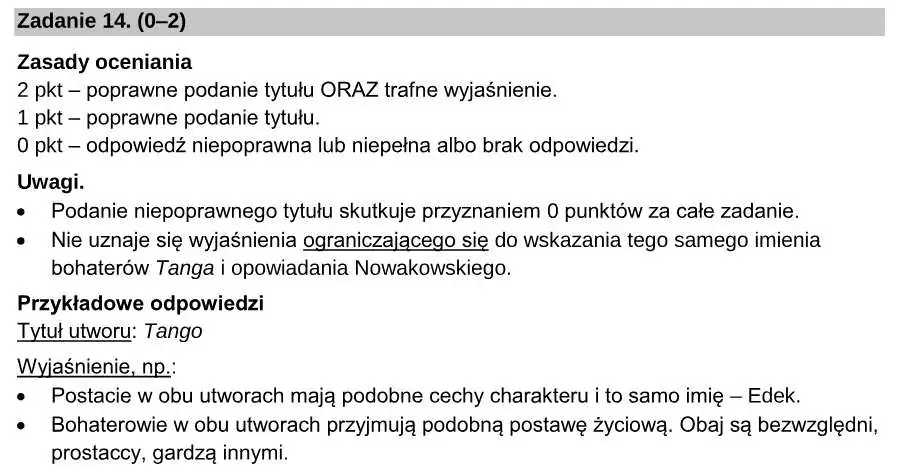 Zadanie 14. (0–2)
Zasady oceniania
2 pkt – poprawne podanie tytułu ORAZ trafne wyjaśnienie.
1 pkt – poprawne podanie tytułu.
0 pkt – odpowiedź niepoprawna lub niepełna albo brak odpowiedzi.
Uwagi.
• Podanie niepoprawnego tytułu skutkuje przyznaniem 0 punktów za całe zadanie.
• Nie uznaje się wyjaśnienia ograniczającego się do wskazania tego samego imienia
bohaterów Tanga i opowiadania Nowakowskiego.
Przykładowe odpowiedzi
Tytuł utworu: Tango
Wyjaśnienie, np.:
• Postacie w obu utworach mają podobne cechy charakteru i to samo imię – Edek.
• Bohaterowie w obu utworach przyjmują podobną postawę życiową. Obaj są bezwzględni,
prostaccy, gardzą innymi.